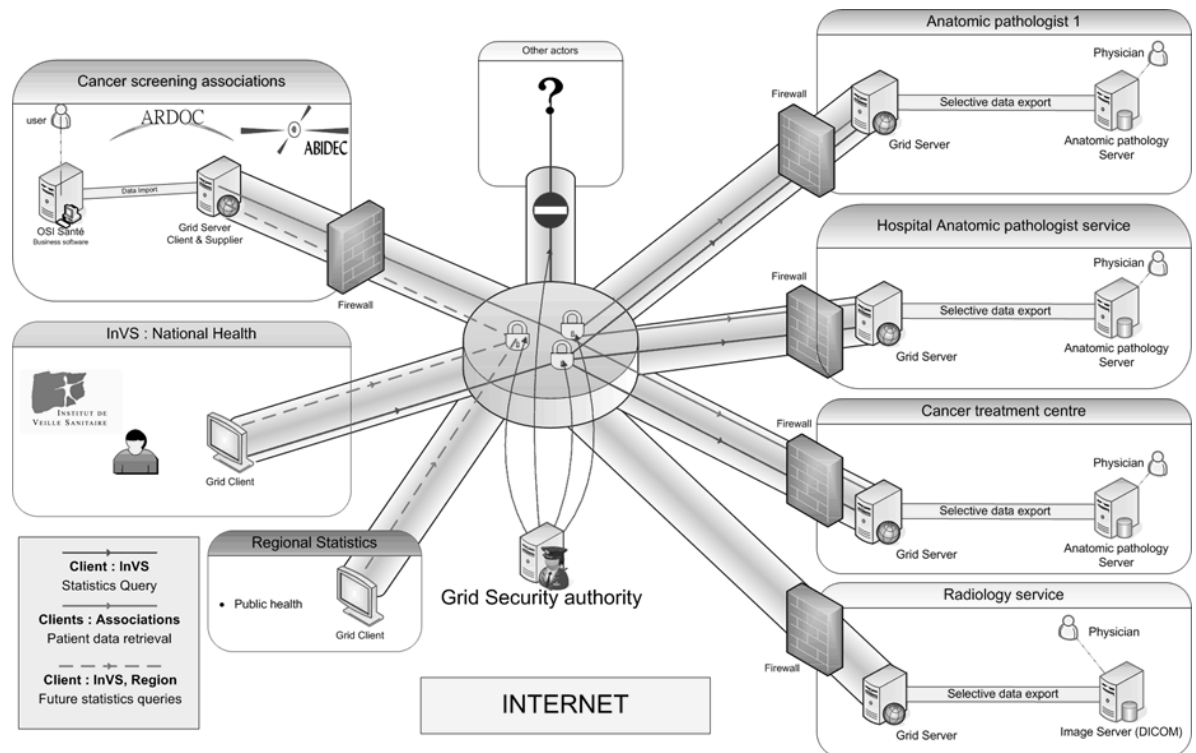 Other actors
?
Cancer screening associations
user
ARDOC
ABIDEC
Data Import
OSI Santé
Business software
Grid Server
Client & Supplier
Firewall
InVS : National Health
INSTITUT DE
VEILLE SANITAIRE
Grid Client
Regional Statistics
• Public health
Grid Client
Client : InVS
Statistics Query
Clients : Associations
Patient data retrieval
Client : InVS, Region
Future statistics queries
Grid Security authority
INTERNET
Anatomic pathologist 1
Physician
Firewall
Selective data export
Grid Server
Anatomic pathology
Server
Hospital Anatomic pathologist service
Physician
Firewall
Selective data export
Grid Server
Anatomic pathology
Server
Cancer treatment centre
Firewall
Physician
Selective data export
Grid Server
Anatomic pathology
Server
Radiology service
Physician
Firewall
Selective data export
Grid Server
Image Server (DICOM)